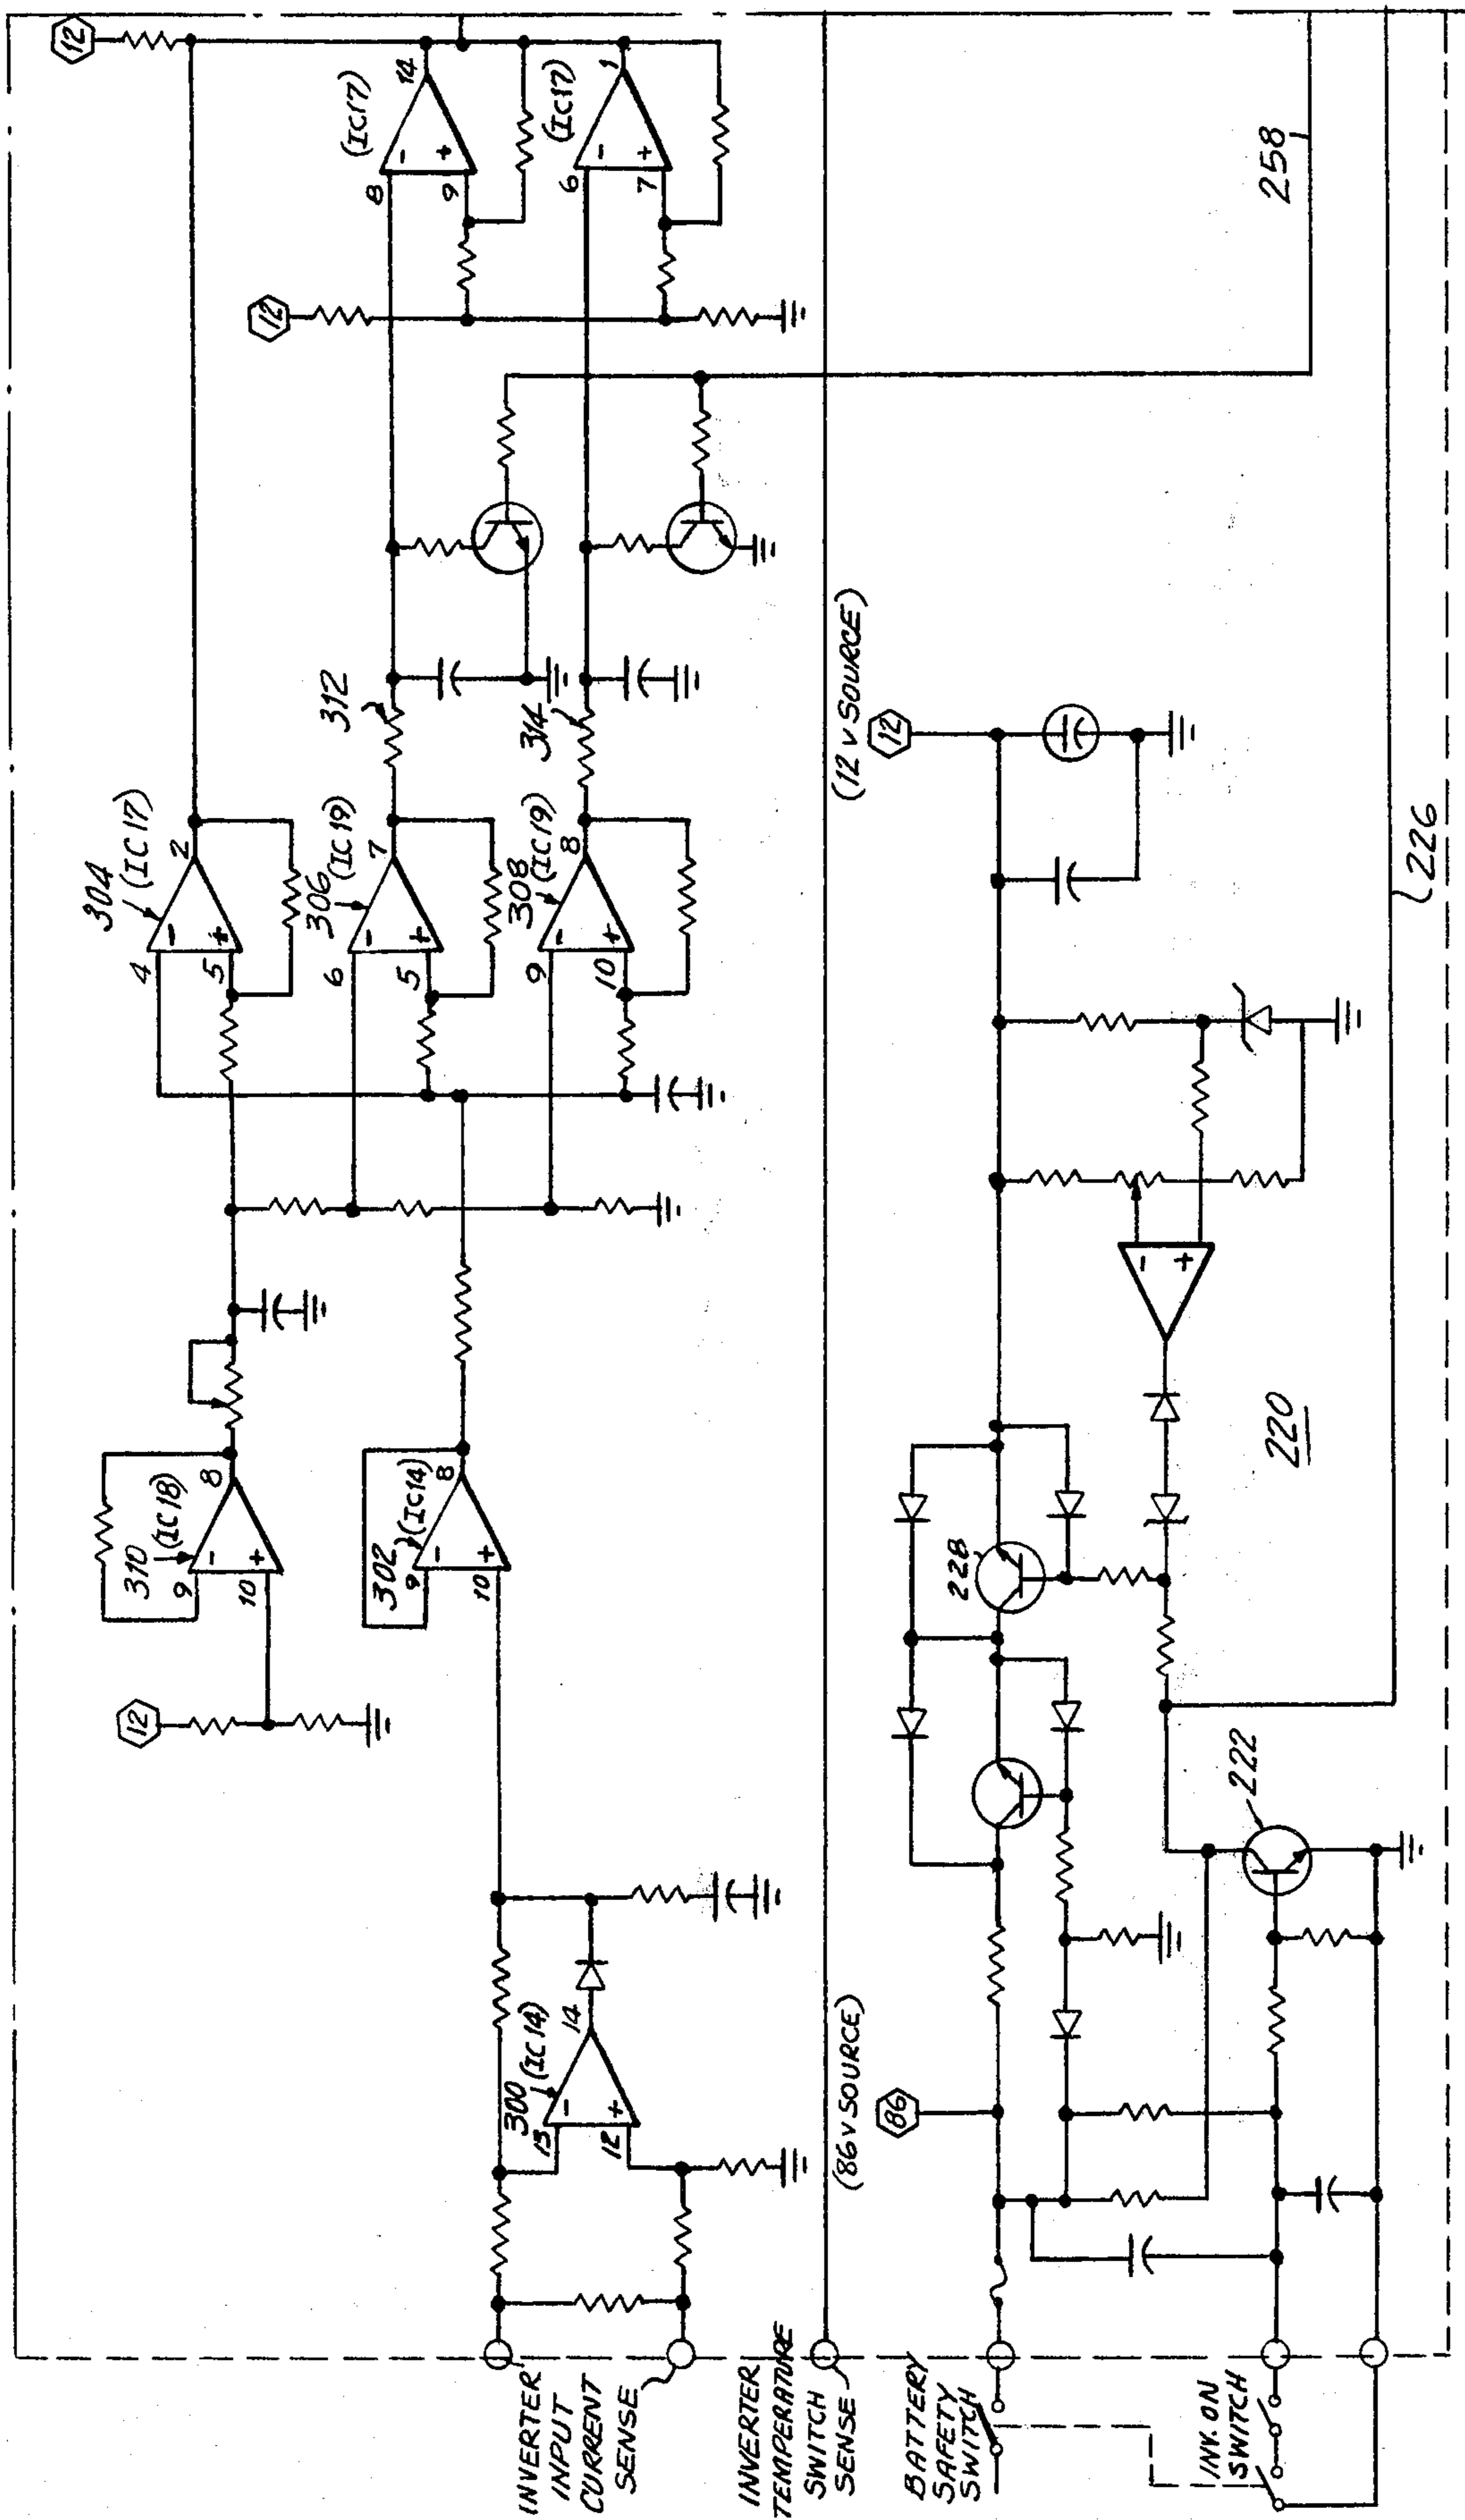 12
310
(IC18)
9
8
10
12
304
(IC17)
4
2
5
306
(IC19)
6
7
5
308
(IC19)
9
8
10
302
(IC14)
9
8
10
300
(IC14)
13
14
12
312
314
12
12
(IC17)
8
14
9
(IC17)
6
1
7
258
INVERTER
INPUT
CURRENT
SENSE
INVERTER
TEMPERATURE
SWITCH
SENSE
(86V SOURCE)
86
(12 V SOURCE)
12
BATTERY
SAFETY
SWITCH
INV. ON
SWITCH
228
222
220
226